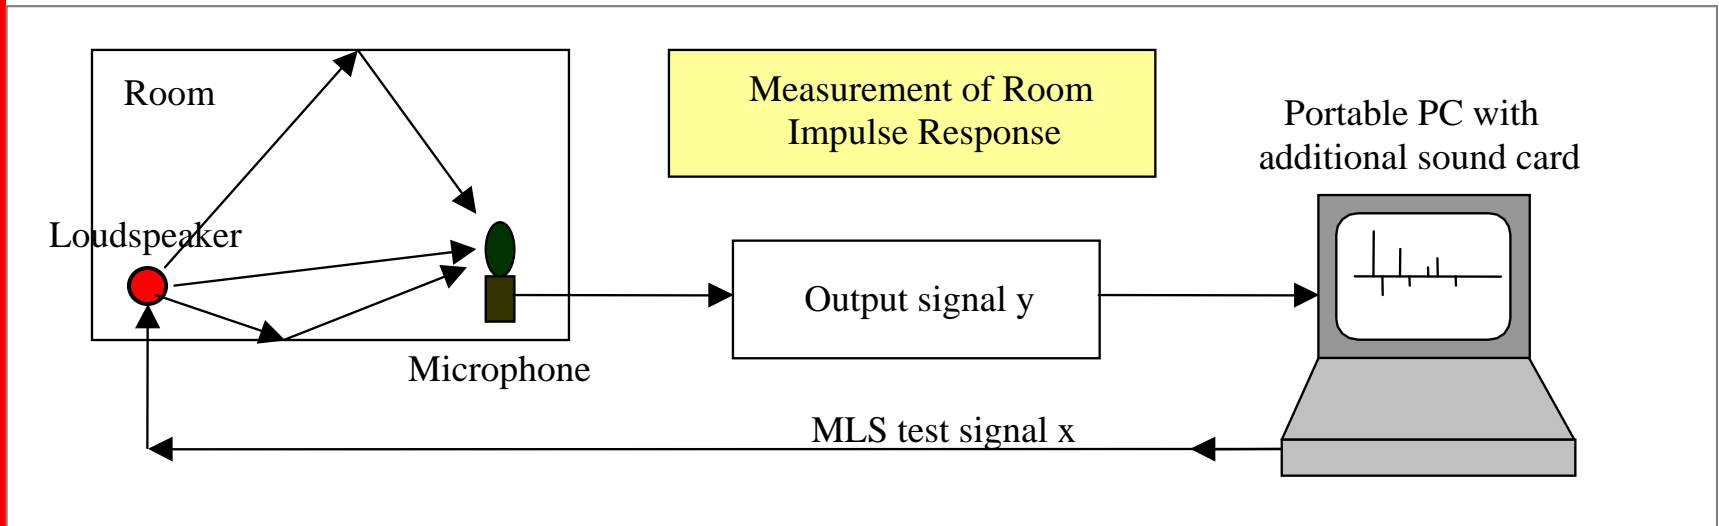 Room
Measurement of Room
Impulse Response
Portable PC with
additional sound card
Loudspeaker
Output signal y
Microphone
MLS test signal x